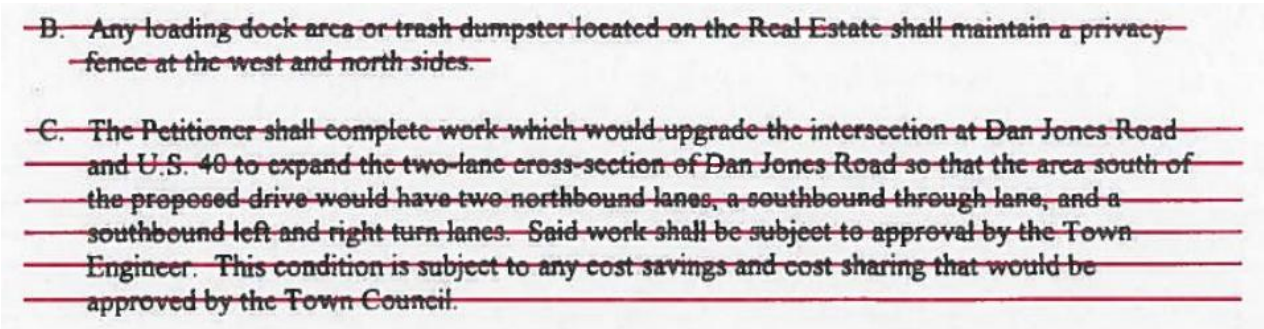 B. Any loading dock area or trash dumpster located on the Real Estate shall maintain a privacy
fence at the west and north sides.
C. The Petitioner shall complete work which would upgrade the intersection at Dan Jones Road
and U.S. 40 to expand the two-lane cross-section of Dan Jones Road so that the area south of
the proposed drive would have two northbound lanes, a southbound through lane, and a
southbound left and right turn lanes. Said work shall be subject to approval by the Town
Engineer. This condition is subject to any cost savings and cost sharing that would be
approved by the Town Council.